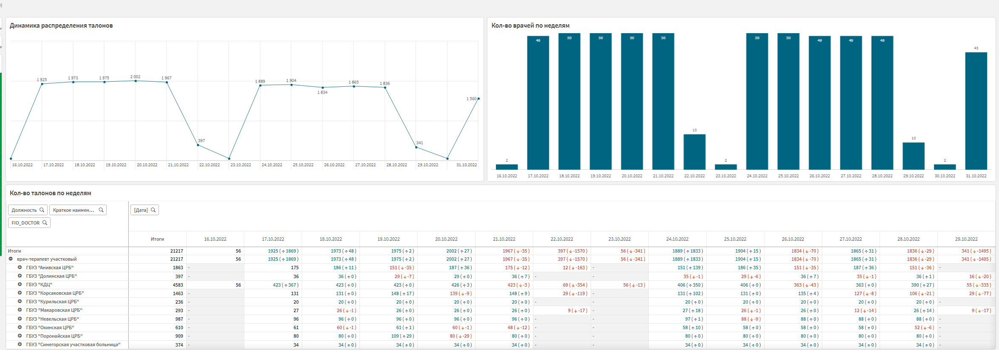 Динамика распределения талонов
1 925
1 973
1 975
2 002
1 967
397
1 889
1 904
1 834
1 865
1 836
341
1 560
16.10.2022 17.10.2022 18.10.2022 19.10.2022 20.10.2022 21.10.2022 22.10.2022 23.10.2022 24.10.2022 25.10.2022 26.10.2022 27.10.2022 28.10.2022 29.10.2022 31.10.2022
Кол-во врачей по неделям
2 49 50 50 50 50 13 2 50 50 49 49 49 10 2 43
16.10.2022 17.10.2022 18.10.2022 19.10.2022 20.10.2022 21.10.2022 22.10.2022 23.10.2022 24.10.2022 25.10.2022 26.10.2022 27.10.2022 28.10.2022 29.10.2022 30.10.2022 31.10.2022
Кол-во талонов по неделям
Должность Краткое наимен... [Дата]
FIO_DOCTOR
Итоги 16.10.2022 17.10.2022 18.10.2022 19.10.2022 20.10.2022 21.10.2022 22.10.2022 23.10.2022 24.10.2022 25.10.2022 26.10.2022 27.10.2022 28.10.2022 29.10.2022
Итоги 21217 56 1925 (↑1869) 1973 (↑48) 1975 (↑2) 2002 (↑27) 1967 (↓-35) 397 (↓-1570) 56 (↓-341) 1889 (↑1833) 1904 (↑15) 1834 (↓-70) 1865 (↑31) 1836 (↓-29) 341 (↓-1495)
врач-терапевт участковый 21217 56 1925 (↑1869) 1973 (↑48) 1975 (↑2) 2002 (↑27) 1967 (↓-35) 397 (↓-1570) 56 (↓-341) 1889 (↑1833) 1904 (↑15) 1834 (↓-70) 1865 (↑31) 1836 (↓-29) 341 (↓-1495)
ГБУЗ "Анивская ЦРБ" 1863 - 175 186 (↑11) 151 (↓-35) 187 (↑36) 175 (↓-12) 12 (↓-163) - 151 (↑139) 186 (↑35) 151 (↓-35) 187 (↑36) 151 (↓-36) -
ГБУЗ "Долинская ЦРБ" 397 - 36 36 (↑0) 29 (↓-7) 29 (↑0) 36 (↑7) - - 35 (↓-1) 29 (↓-6) 36 (↑7) 35 (↓-1) 36 (↑1) 16 (↓-20)
ГБУЗ "КДЦ" 4583 56 423 (↑367) 423 (↑0) 423 (↑0) 426 (↑3) 423 (↓-3) 69 (↓-354) 56 (↓-13) 406 (↑350) 406 (↑0) 363 (↓-43) 363 (↑0) 390 (↑27) 55 (↓-335)
ГБУЗ "Корсаковская ЦРБ" 1463 - 131 131 (↑0) 148 (↑17) 139 (↓-9) 148 (↑9) 29 (↓-119) - 131 (↑102) 131 (↑0) 135 (↑4) 127 (↓-8) 106 (↓-21) 29 (↓-77)
ГБУЗ "Курильская ЦРБ" 236 - 20 20 (↑0) 20 (↑0) 20 (↑0) 20 (↑0) - - 20 (↑0) 20 (↑0) 20 (↑0) 20 (↑0) 20 (↑0) -
ГБУЗ "Макаровская ЦРБ" 293 - 27 26 (↓-1) 26 (↑0) 26 (↑0) 26 (↑0) 9 (↓-17) - 27 (↑18) 26 (↓-1) 26 (↑0) 12 (↓-14) 26 (↑14) 9 (↓-17)
ГБУЗ "Невельская ЦРБ" 987 - 96 96 (↑0) 96 (↑0) 96 (↑0) 96 (↑0) - - 97 (↑1) 88 (↓-9) 88 (↑0) 88 (↑0) 88 (↑0) -
ГБУЗ "Охинская ЦРБ" 610 - 61 60 (↓-1) 61 (↑1) 60 (↓-1) 48 (↓-12) - - 58 (↑10) 58 (↑0) 58 (↑0) 58 (↑0) 52 (↓-6) -
ГБУЗ "Поронайская ЦРБ" 909 - 80 80 (↑0) 109 (↑29) 80 (↓-29) 80 (↑0) - - 80 (↑0) 80 (↑0) 80 (↑0) 80 (↑0) 80 (↑0) -
ГБУЗ "Синегорская участковая больница" 374 - 34 34 (↑0) 34 (↑0) 34 (↑0) 34 (↑0) - - 34 (↑0) 34 (↑0) 34 (↑0) 34 (↑0) 34 (↑0) -